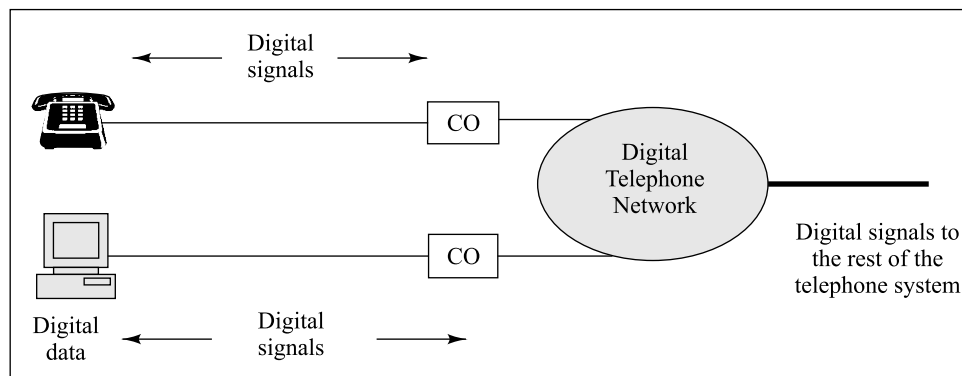 Digital
signals
CO
Digital
Telephone
Network
CO
Digital signals to
the rest of the
telephone system
Digital
data
Digital
signals